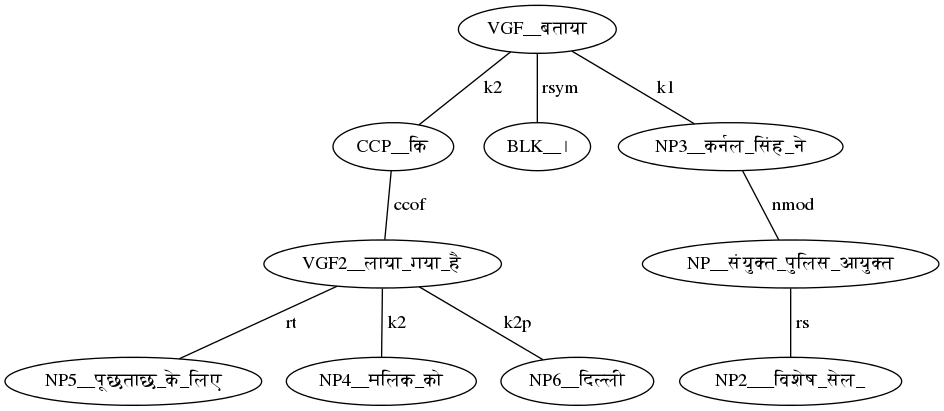 VGF__बताया
k2
rsym
k1
CCP__कि
BLK__।
NP3__कर्नल_सिंह_ने
ccof
nmod
VGF2__लाया_गया_है
NP__संयुक्त_पुलिस_आयुक्त
rt
k2
k2p
rs
NP5__पूछताछ_के_लिए
NP4__मलिक_को
NP6__दिल्ली
NP2___विशेष_सेल_